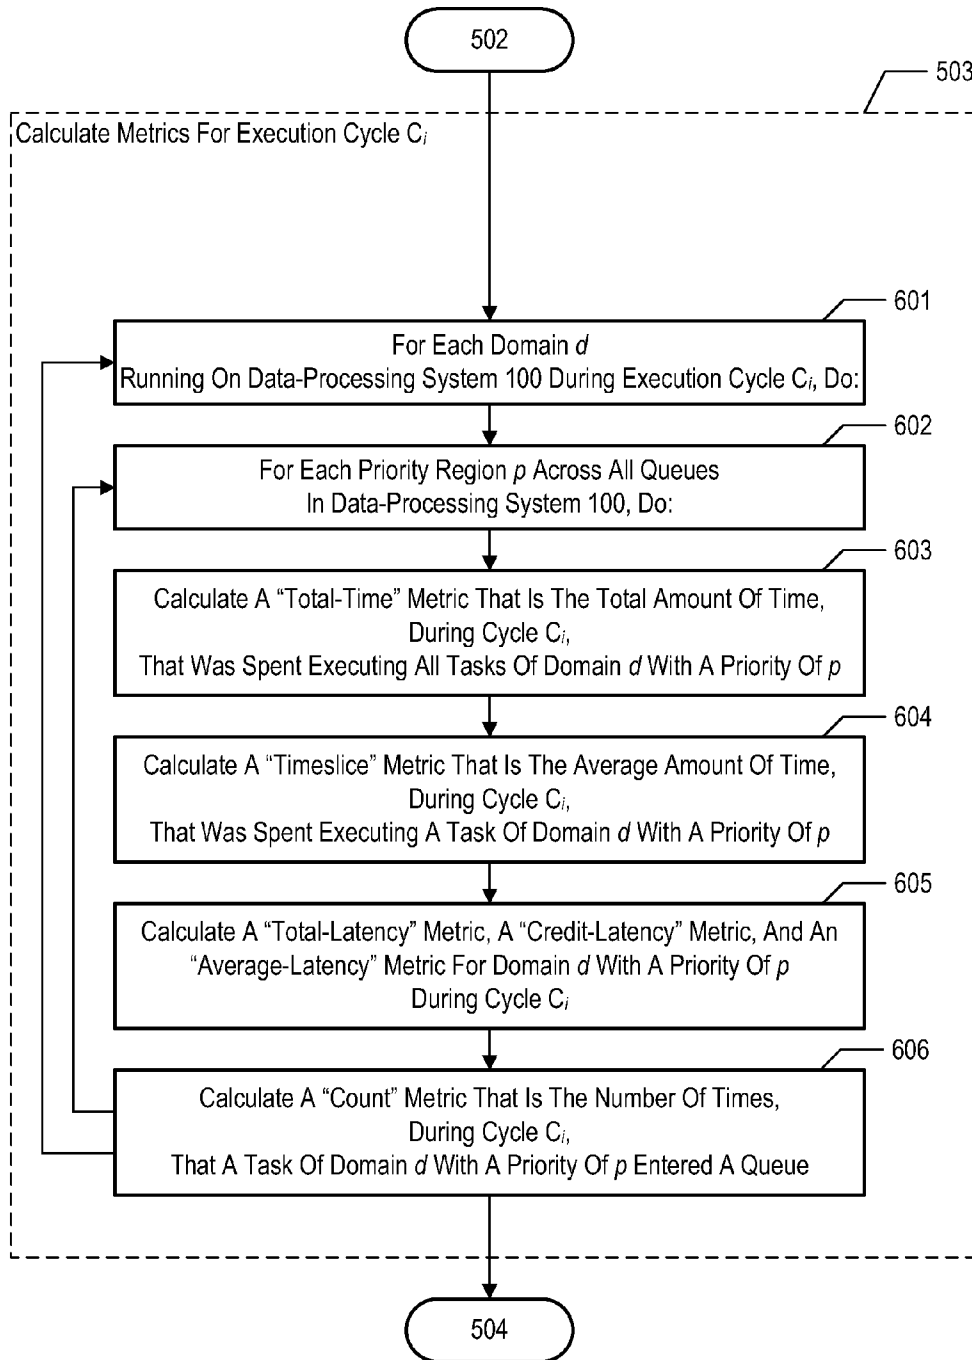 502
503
Calculate Metrics For Execution Cycle Ci
601
For Each Domain d
Running On Data-Processing System 100 During Execution Cycle Ci, Do:
602
For Each Priority Region p Across All Queues
In Data-Processing System 100, Do:
603
Calculate A “Total-Time” Metric That Is The Total Amount Of Time,
During Cycle Ci,
That Was Spent Executing All Tasks Of Domain d With A Priority Of p
604
Calculate A “Timeslice” Metric That Is The Average Amount Of Time,
During Cycle Ci,
That Was Spent Executing A Task Of Domain d With A Priority Of p
605
Calculate A “Total-Latency” Metric, A “Credit-Latency” Metric, And An
“Average-Latency” Metric For Domain d With A Priority Of p
During Cycle Ci
606
Calculate A “Count” Metric That Is The Number Of Times,
During Cycle Ci,
That A Task Of Domain d With A Priority Of p Entered A Queue
504